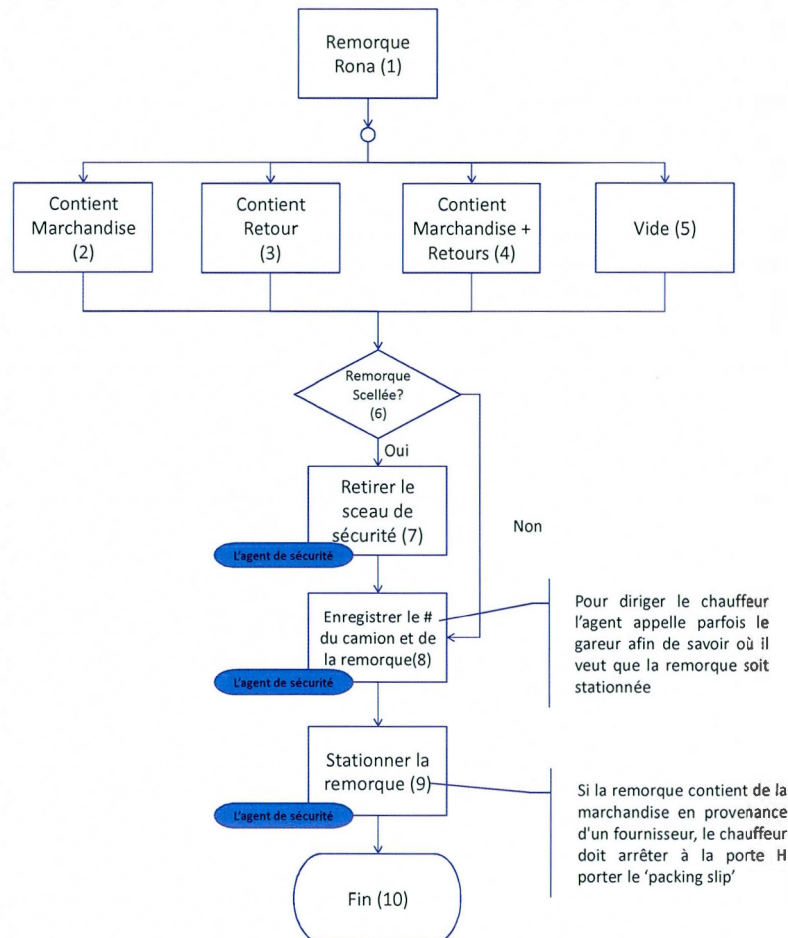 Remorque
Rona (1)
Contient
Marchandise
(2)
Contient
Retour
(3)
Contient
Marchandise +
Retours (4)
Vide (5)
Remorque
Scellée?
(6)
Oui
Non
Retirer le
sceau de
sécurité (7)
L'agent de sécurité
Enregistrer le #
du camion et de
la remorque(8)
L'agent de sécurité
Pour diriger le chauffeur
l'agent appelle parfois le
gareur afin de savoir où il
veut que la remorque soit
stationnée
Stationner la
remorque (9)
L'agent de sécurité
Si la remorque contient de la
marchandise en provenance
d'un fournisseur, le chauffeur
doit arrêter à la porte H
porter le ‘packing slip’
Fin (10)